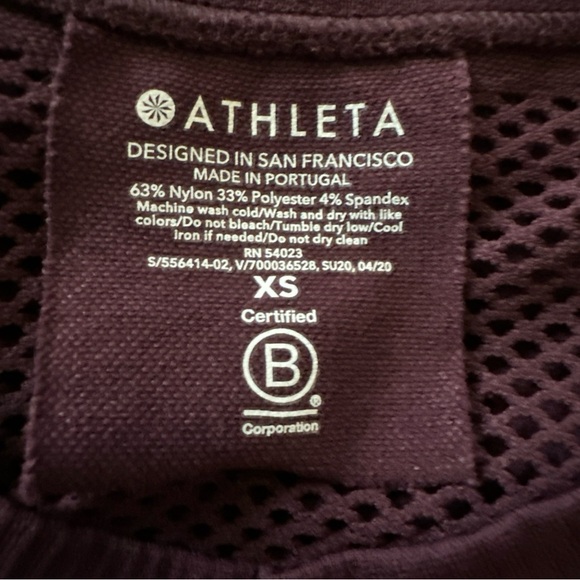 ATHLETA
DESIGNED IN SAN FRANCISCO
MADE IN PORTUGAL
63% Nylon 33% Polyester 4% Spandex
Machine wash cold/Wash and dry with like
colors/Do not bleach/Tumble dry low/Cool
iron if needed/Do not dry clean
RN 54023
S/556414-02, V/700036528, SU20, 04/20
XS
Certified
B
®
Corporation